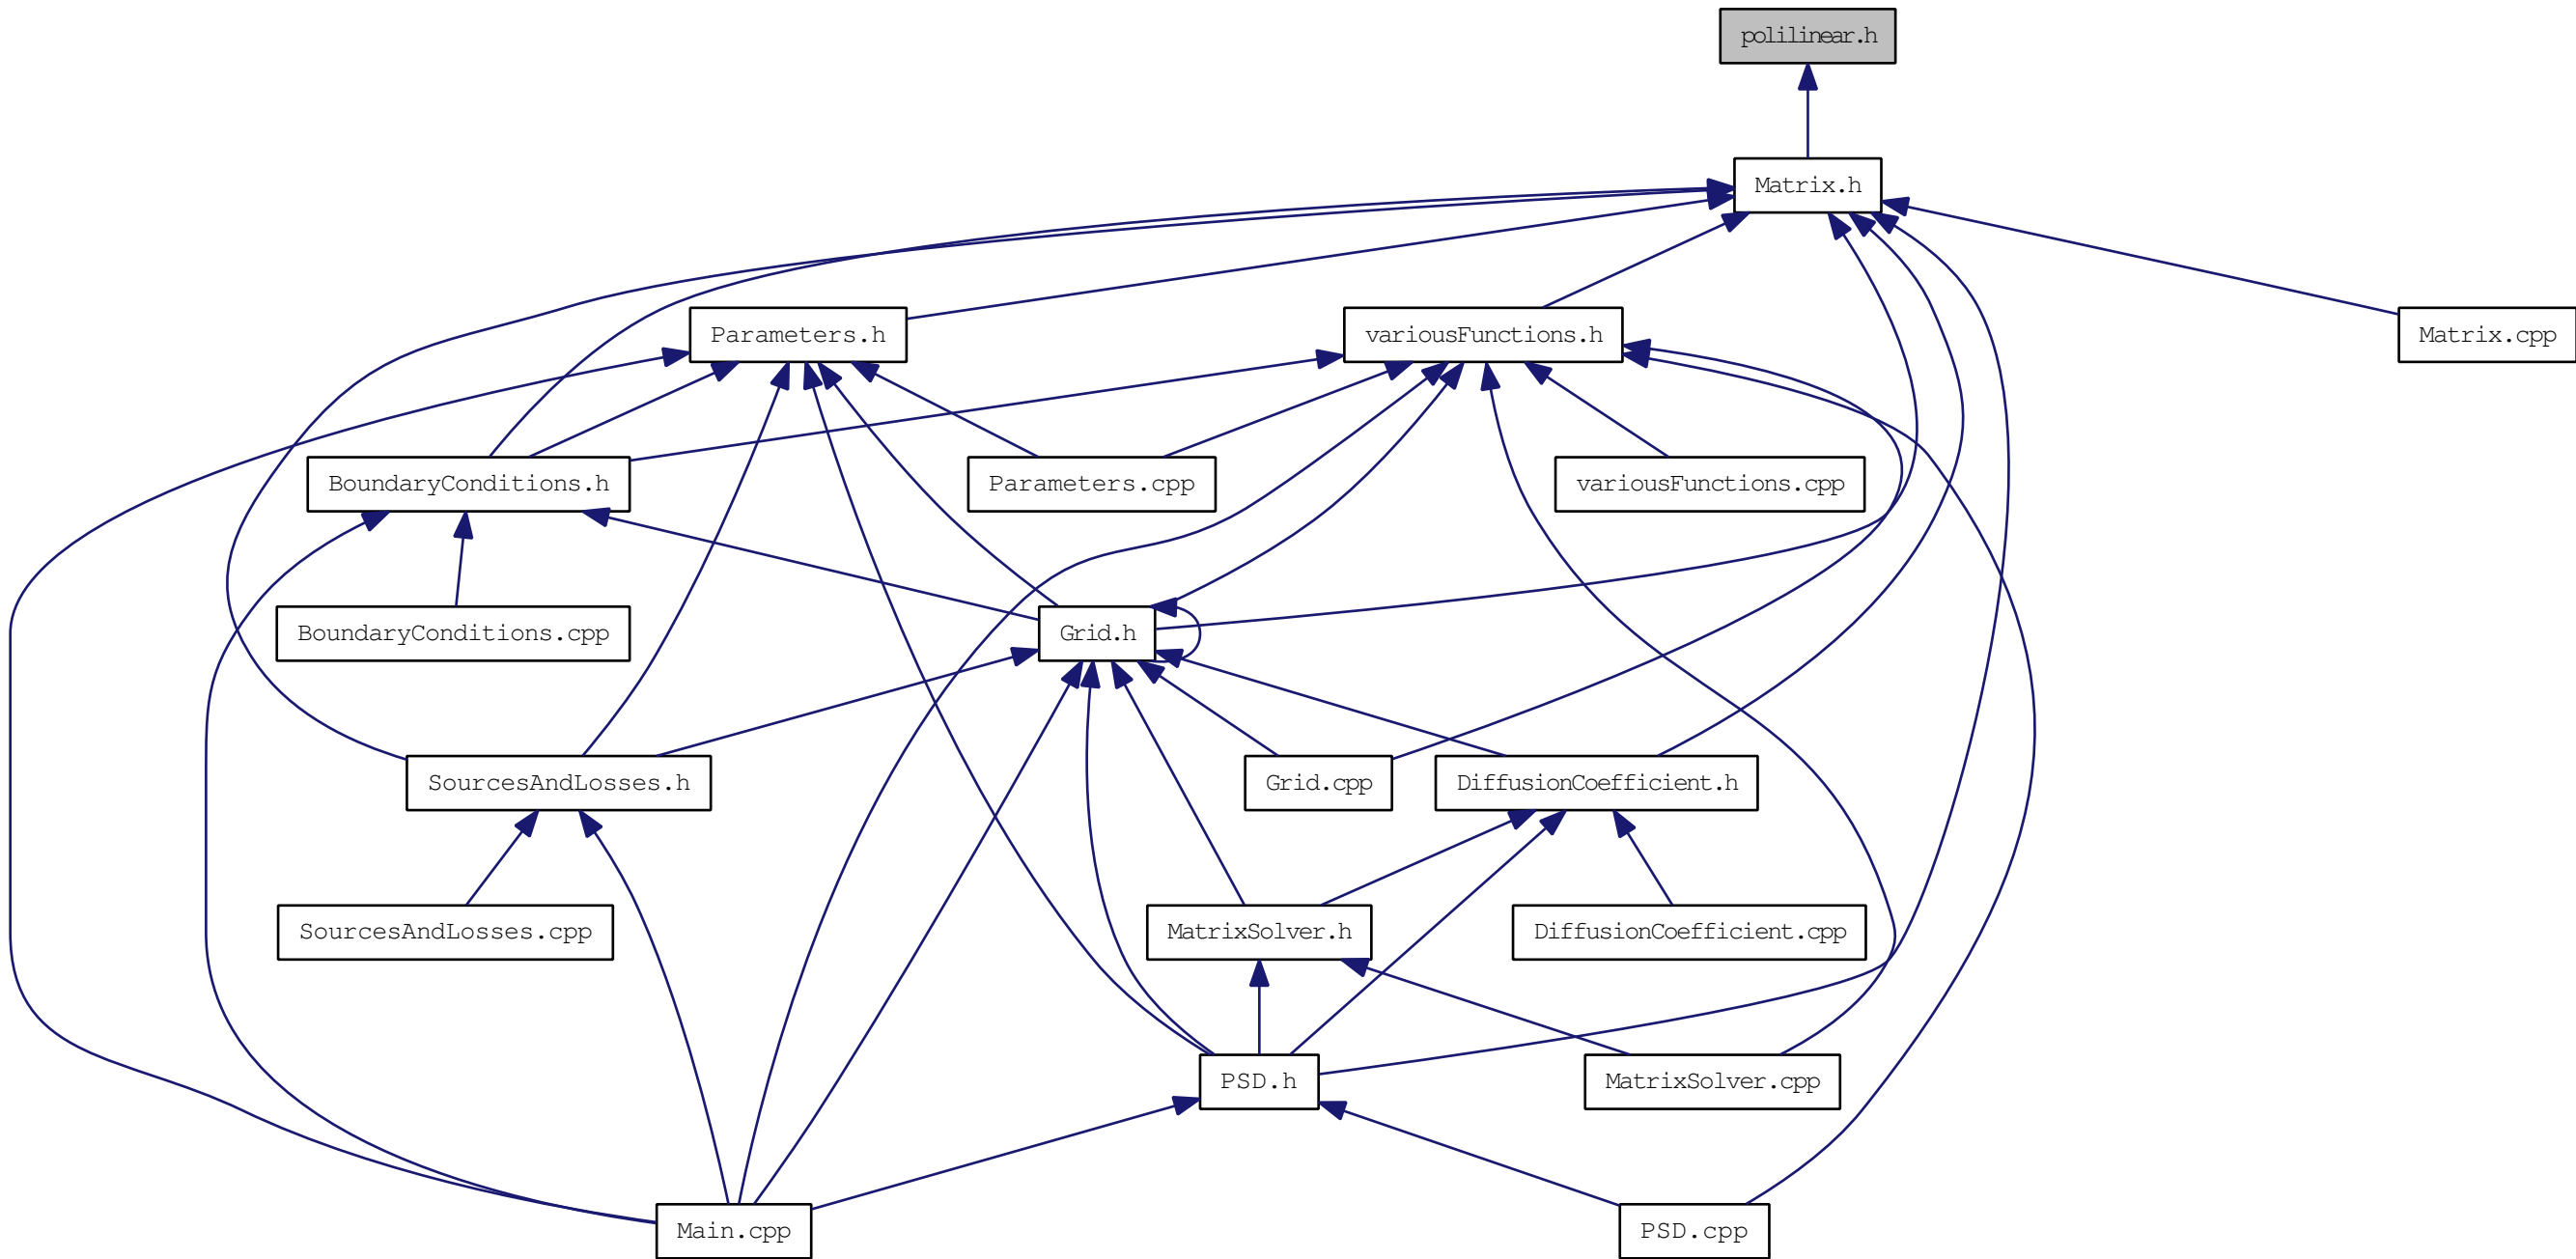 polilinear.h
Matrix.h
Parameters.h
variousFunctions.h
Matrix.cpp
BoundaryConditions.h
Parameters.cpp
variousFunctions.cpp
BoundaryConditions.cpp
Grid.h
SourcesAndLosses.h
Grid.cpp
DiffusionCoefficient.h
SourcesAndLosses.cpp
MatrixSolver.h
DiffusionCoefficient.cpp
PSD.h
MatrixSolver.cpp
Main.cpp
PSD.cpp